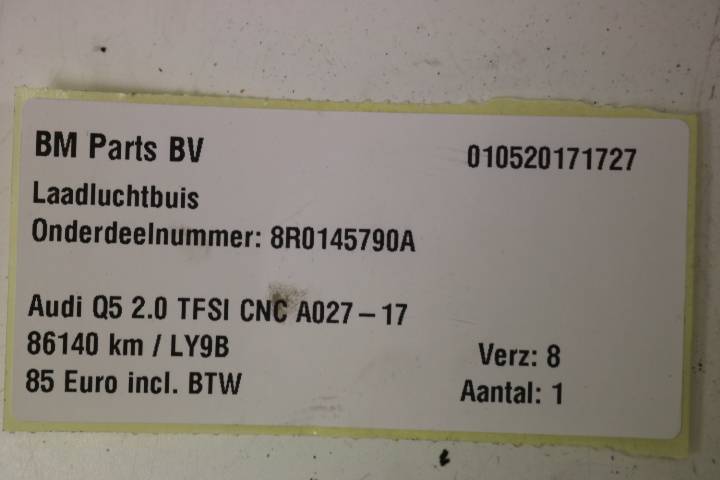 BM Parts BV 010520171727
Laadluchtbuis
Onderdeelnummer: 8R0145790A
Audi Q5 2.0 TFSI CNC A027-17
86140 km / LY9B Verz: 8
85 Euro incl. BTW Aantal: 1